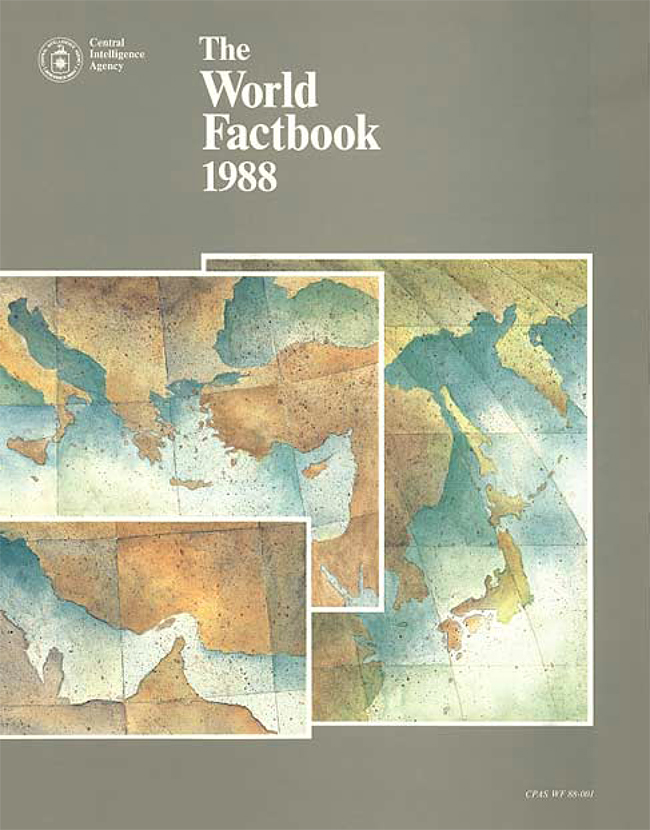 Central
Intelligence
Agency
The
World
Factbook
1988
CPAS WF 88-001